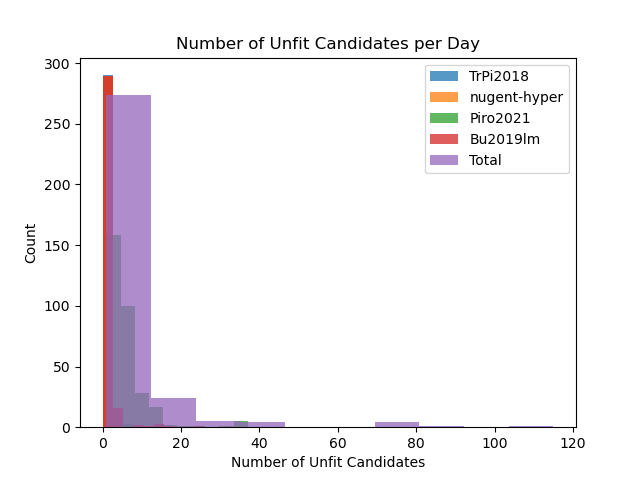 Number of Unfit Candidates per Day
TrPi2018
nugent-hyper
Piro2021
Bu2019lm
Total
Count
300
250
200
150
100
50
0
0 20 40 60 80 100 120
Number of Unfit Candidates